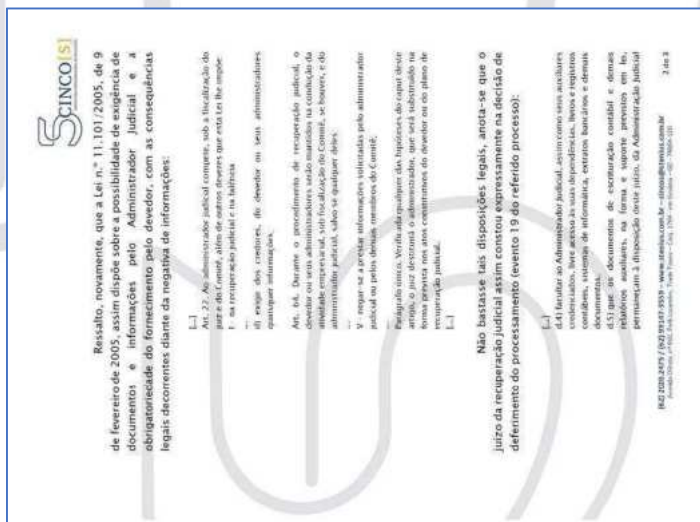 CINCO[S]
Ressalto, novamente, que a Lei n.º 11.101/2005, de 9
de fevereiro de 2005, assim dispõe sobre a possibilidade de exigência de
documentos e informações pelo Administrador Judicial e a
obrigatoriedade do fornecimento pelo devedor, com as consequências
legais decorrentes diante da negativa de informações:
[...]
Art. 22. Ao administrador judicial compete, sob a fiscalização do
juiz e do Comitê, além de outros deveres que esta Lei lhe impõe:
I - na recuperação judicial e na falência
...
d) exigir dos credores, do devedor ou seus administradores
quaisquer informações.
Art. 64. Durante o procedimento de recuperação judicial, o
devedor ou seus administradores serão mantidos na condução da
atividade empresarial, sob fiscalização do Comitê, se houver, e do
administrador judicial, salvo se qualquer deles:
...
V - negar-se a prestar informações solicitadas pelo administrador
judicial ou pelos demais membros do Comitê;
...
Parágrafo único. Verificada qualquer das hipóteses do caput deste
artigo, o juiz destituirá o administrador, que será substituído na
forma prevista nos atos constitutivos do devedor ou do plano de
recuperação judicial.
[...]
Não bastasse tais disposições legais, anota-se que o
juízo da recuperação judicial assim constou expressamente na decisão de
deferimento do processamento (evento 19 do referido processo):
[...]
d.4) facultar ao Administrador Judicial, assim como seus auxiliares
credenciados, livre acesso às suas dependências, livros e registros
contábeis, sistemas de informática, extratos bancários e demais
documentos.
d.5) que os documentos de escrituração contábil e demais
relatórios auxiliares, na forma e suporte previstos em lei,
permaneçam à disposição deste juízo, da Administração Judicial
(62) 2020.2475 / (62) 99147-3559 - www.stenius.com.br
2 de 3